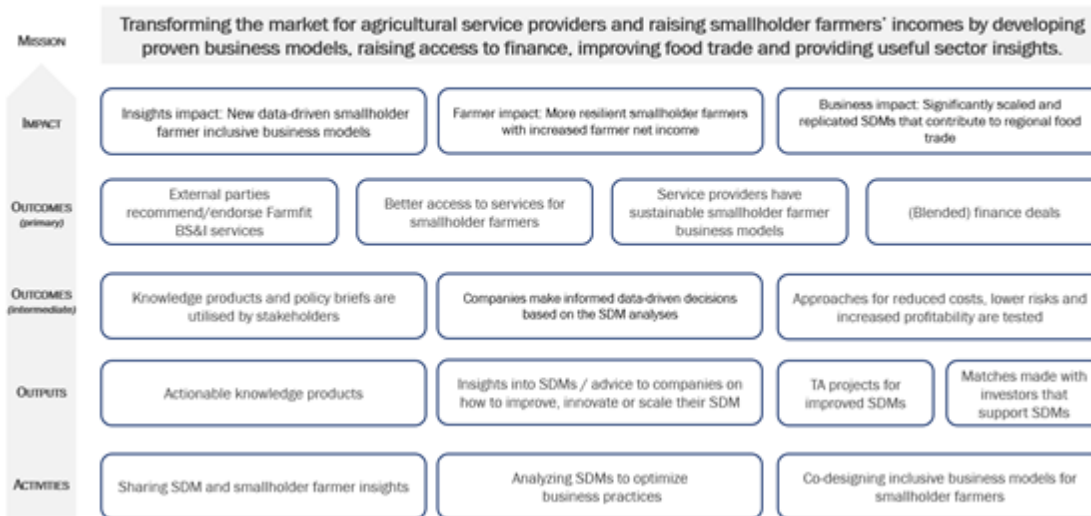 MISSION
Transforming the market for agricultural service providers and raising smallholder farmers' incomes by developing
proven business models, raising access to finance, improving food trade and providing useful sector insights.
IMPACT
Insights impact: New data-driven smallholder
farmer inclusive business models
Farmer impact: More resilient smallholder farmers
with increased farmer net income
Business impact: Significantly scaled and
replicated SDMs that contribute to regional food
trade
OUTCOMES
(primary)
External parties
recommend/endorse Farmfit
BS&I services
Better access to services for
smallholder farmers
Service providers have
sustainable smallholder farmer
business models
(Blended) finance deals
OUTCOMES
(intermediate)
Knowledge products and policy briefs are
utilised by stakeholders
Companies make informed data-driven decisions
based on the SDM analyses
Approaches for reduced costs, lower risks and
increased profitability are tested
OUTPUTS
Actionable knowledge products
Insights into SDMs / advice to companies on
how to improve, innovate or scale their SDM
TA projects for
improved SDMs
Matches made with
investors that
support SDMs
ACTIVITIES
Sharing SDM and smallholder farmer insights
Analyzing SDMs to optimize
business practices
Co-designing inclusive business models for
smallholder farmers